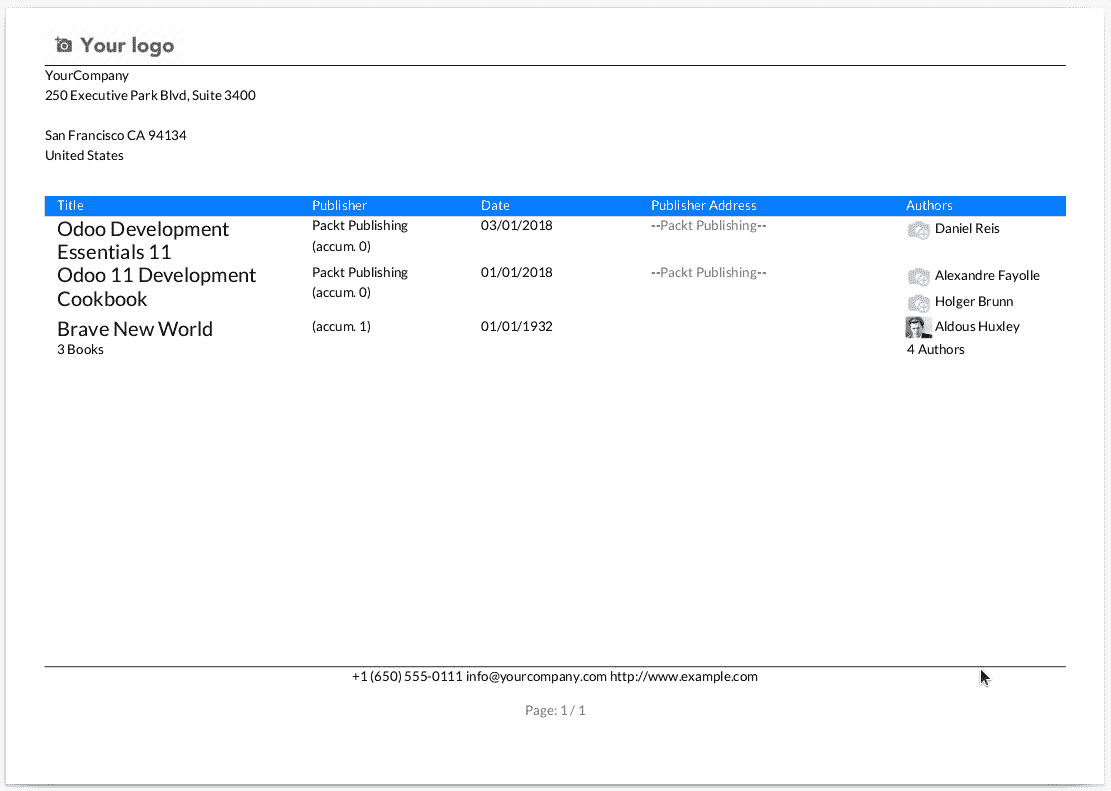 Your logo
YourCompany
250 Executive Park Blvd, Suite 3400
San Francisco CA 94134
United States
Title Publisher Date Publisher Address Authors
Odoo Development Packt Publishing 03/01/2018 --Packt Publishing-- Daniel Reis
Essentials 11 (accum. 0)
Odoo 11 Development Packt Publishing 01/01/2018 --Packt Publishing-- Alexandre Fayolle
Cookbook (accum. 0) Holger Brunn
Brave New World (accum. 1) 01/01/1932 Aldous Huxley
3 Books 4 Authors
+1 (650) 555-0111 info@yourcompany.com http://www.example.com
Page: 1 / 1